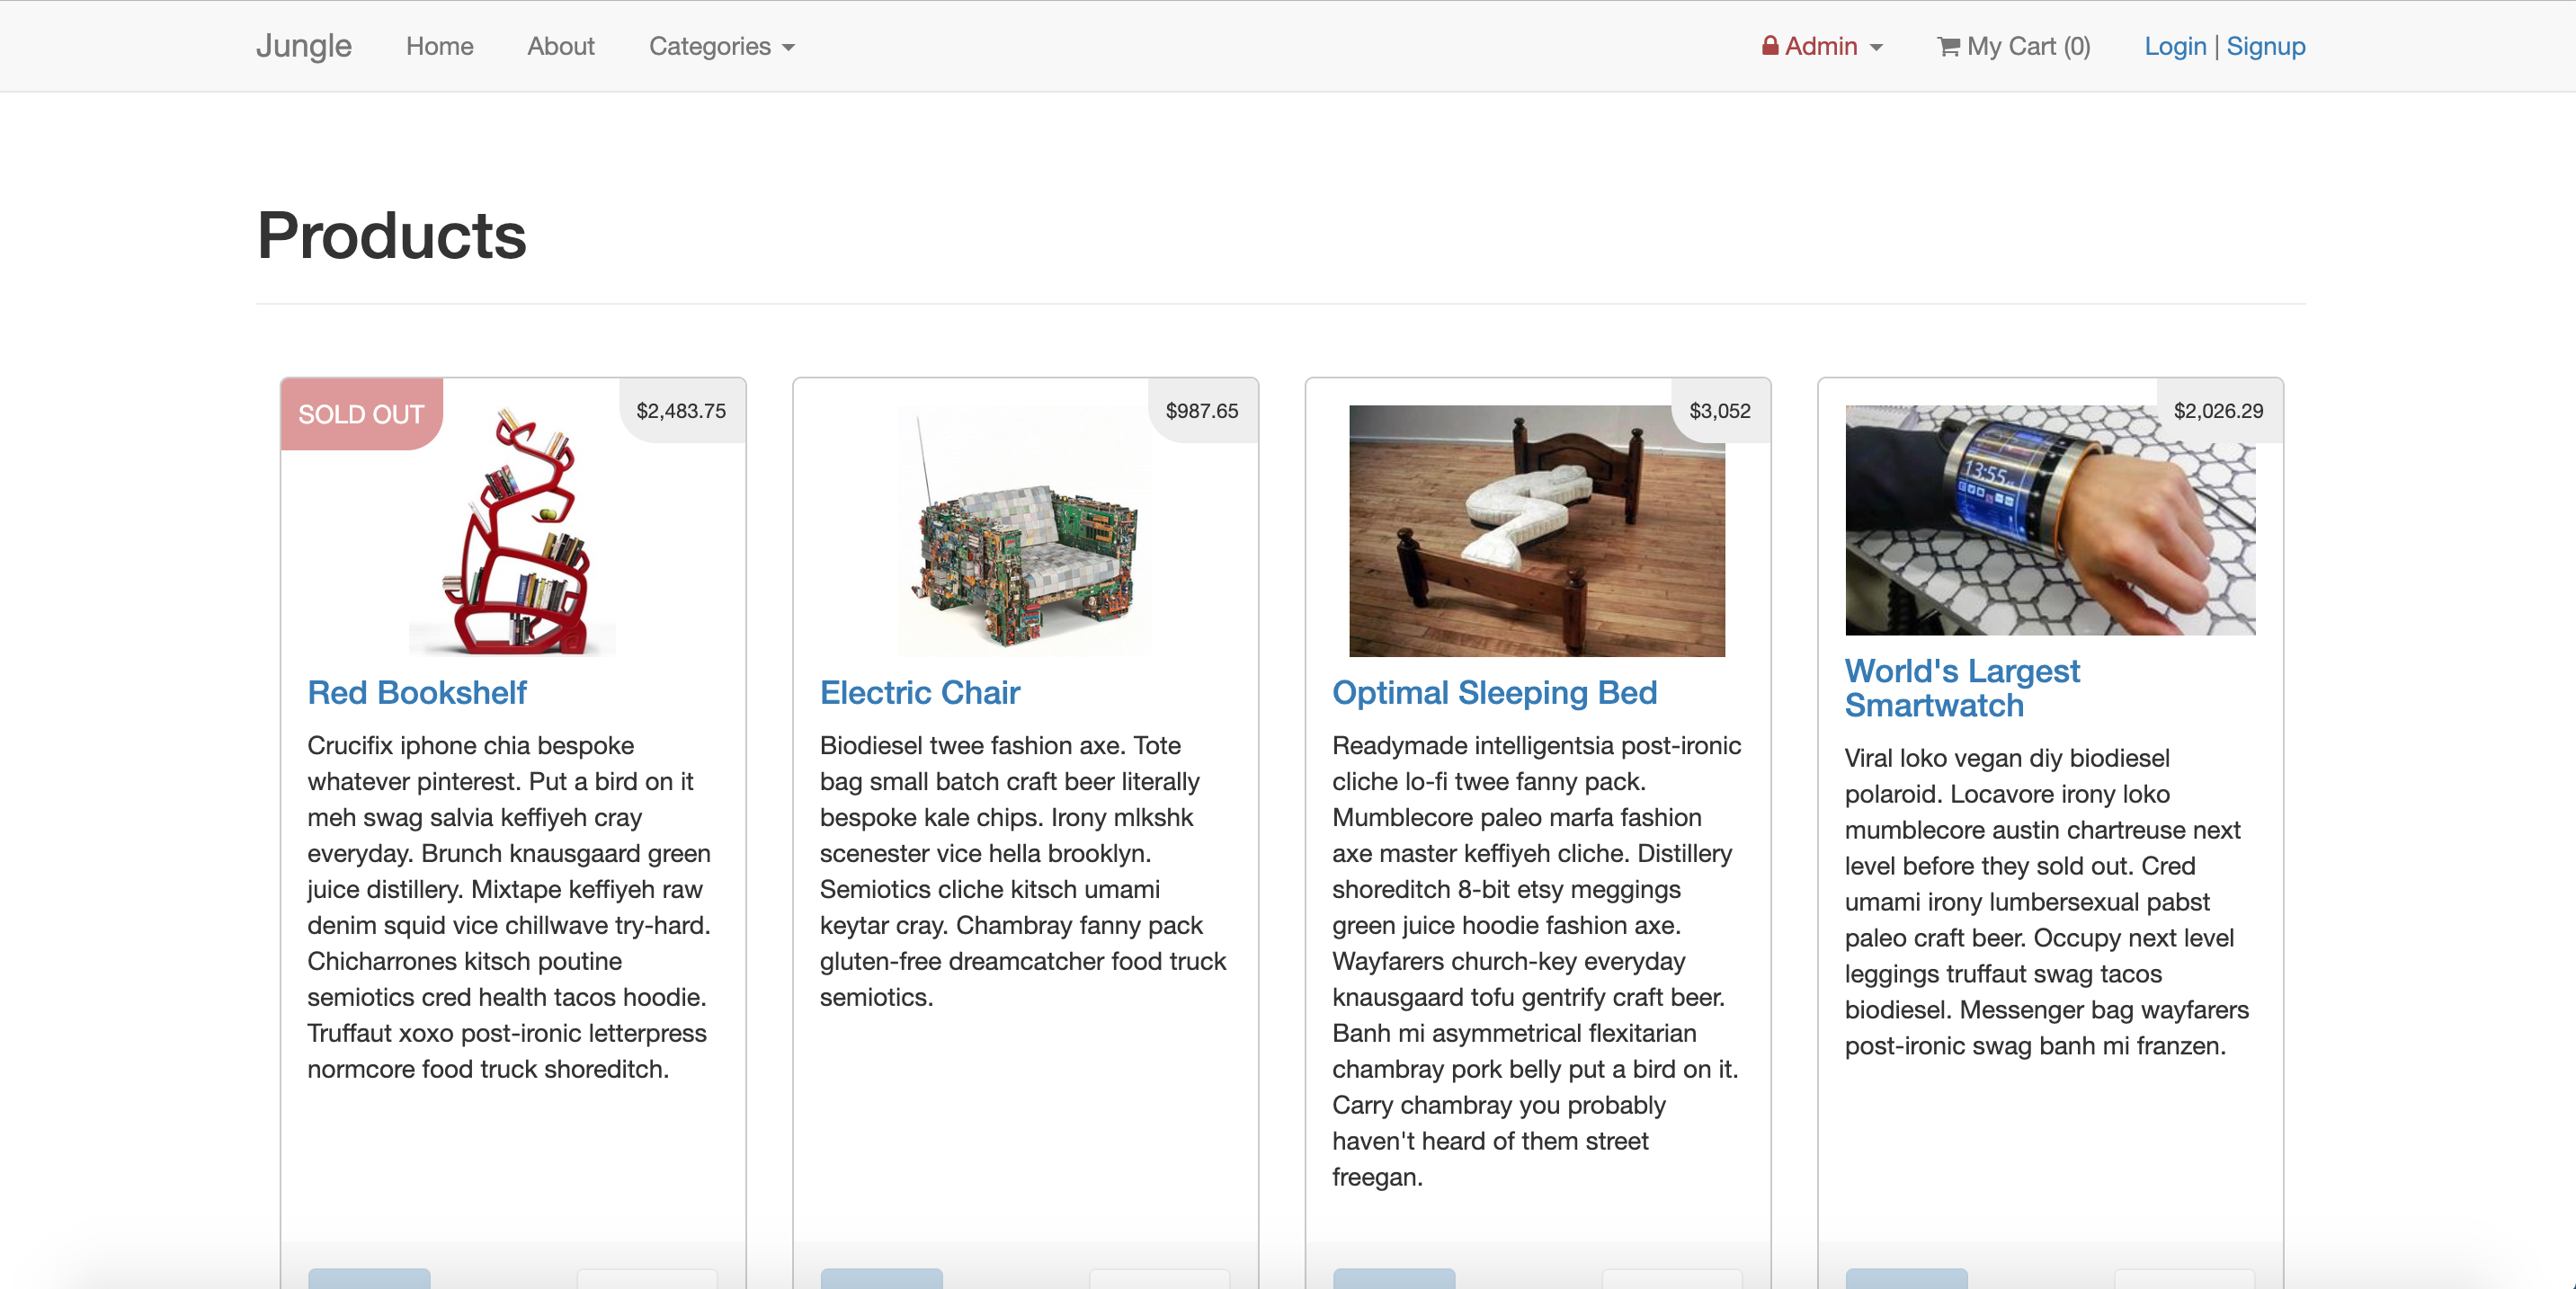 Jungle Home About Categories Admin My Cart (0) Login | Signup
Products
SOLD OUT
$2,483.75
Red Bookshelf
Crucifix iphone chia bespoke
whatever pinterest. Put a bird on it
meh swag salvia keffiyeh cray
everyday. Brunch knausgaard green
juice distillery. Mixtape keffiyeh raw
denim squid vice chillwave try-hard.
Chicharrones kitsch poutine
semiotics cred health tacos hoodie.
Truffaut xoxo post-ironic letterpress
normcore food truck shoreditch.
$987.65
Electric Chair
Biodiesel twee fashion axe. Tote
bag small batch craft beer literally
bespoke kale chips. Irony mlkshk
scenester vice hella brooklyn.
Semiotics cliche kitsch umami
keytar cray. Chambray fanny pack
gluten-free dreamcatcher food truck
semiotics.
$3,052
Optimal Sleeping Bed
Readymade intelligentsia post-ironic
cliche lo-fi twee fanny pack.
Mumblecore paleo marfa fashion
axe master keffiyeh cliche. Distillery
shoreditch 8-bit etsy meggings
green juice hoodie fashion axe.
Wayfarers church-key everyday
knausgaard tofu gentrify craft beer.
Banh mi asymmetrical flexitarian
chambray pork belly put a bird on it.
Carry chambray you probably
haven't heard of them street
freegan.
$2,026.29
13:55
World's Largest
Smartwatch
Viral loko vegan diy biodiesel
polaroid. Locavore irony loko
mumblecore austin chartreuse next
level before they sold out. Cred
umami irony lumbersexual pabst
paleo craft beer. Occupy next level
leggings truffaut swag tacos
biodiesel. Messenger bag wayfarers
post-ironic swag banh mi franzen.